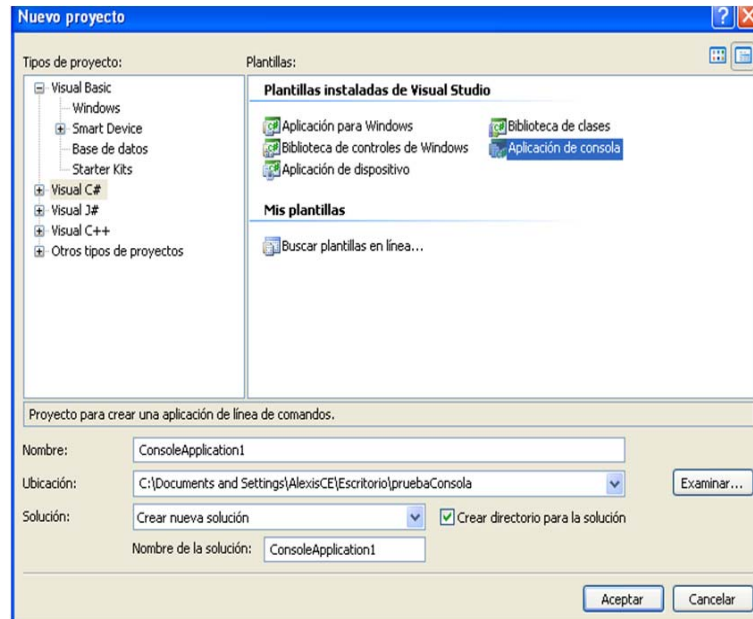 Nuevo proyecto
Tipos de proyecto:
Plantillas:
Visual Basic
Windows
Smart Device
Base de datos
Starter Kits
Visual C#
Visual J#
Visual C++
Otros tipos de proyectos
Plantillas instaladas de Visual Studio
Aplicación para Windows
Biblioteca de clases
Biblioteca de controles de Windows
Aplicación de consola
Aplicación de dispositivo
Mis plantillas
Buscar plantillas en línea...
Proyecto para crear una aplicación de línea de comandos.
Nombre:
ConsoleApplication1
Ubicación:
C:\Documents and Settings\AlexisCE\Escritorio\pruebaConsola
Examinar...
Solución:
Crear nueva solución
Crear directorio para la solución
Nombre de la solución:
ConsoleApplication1
Aceptar
Cancelar